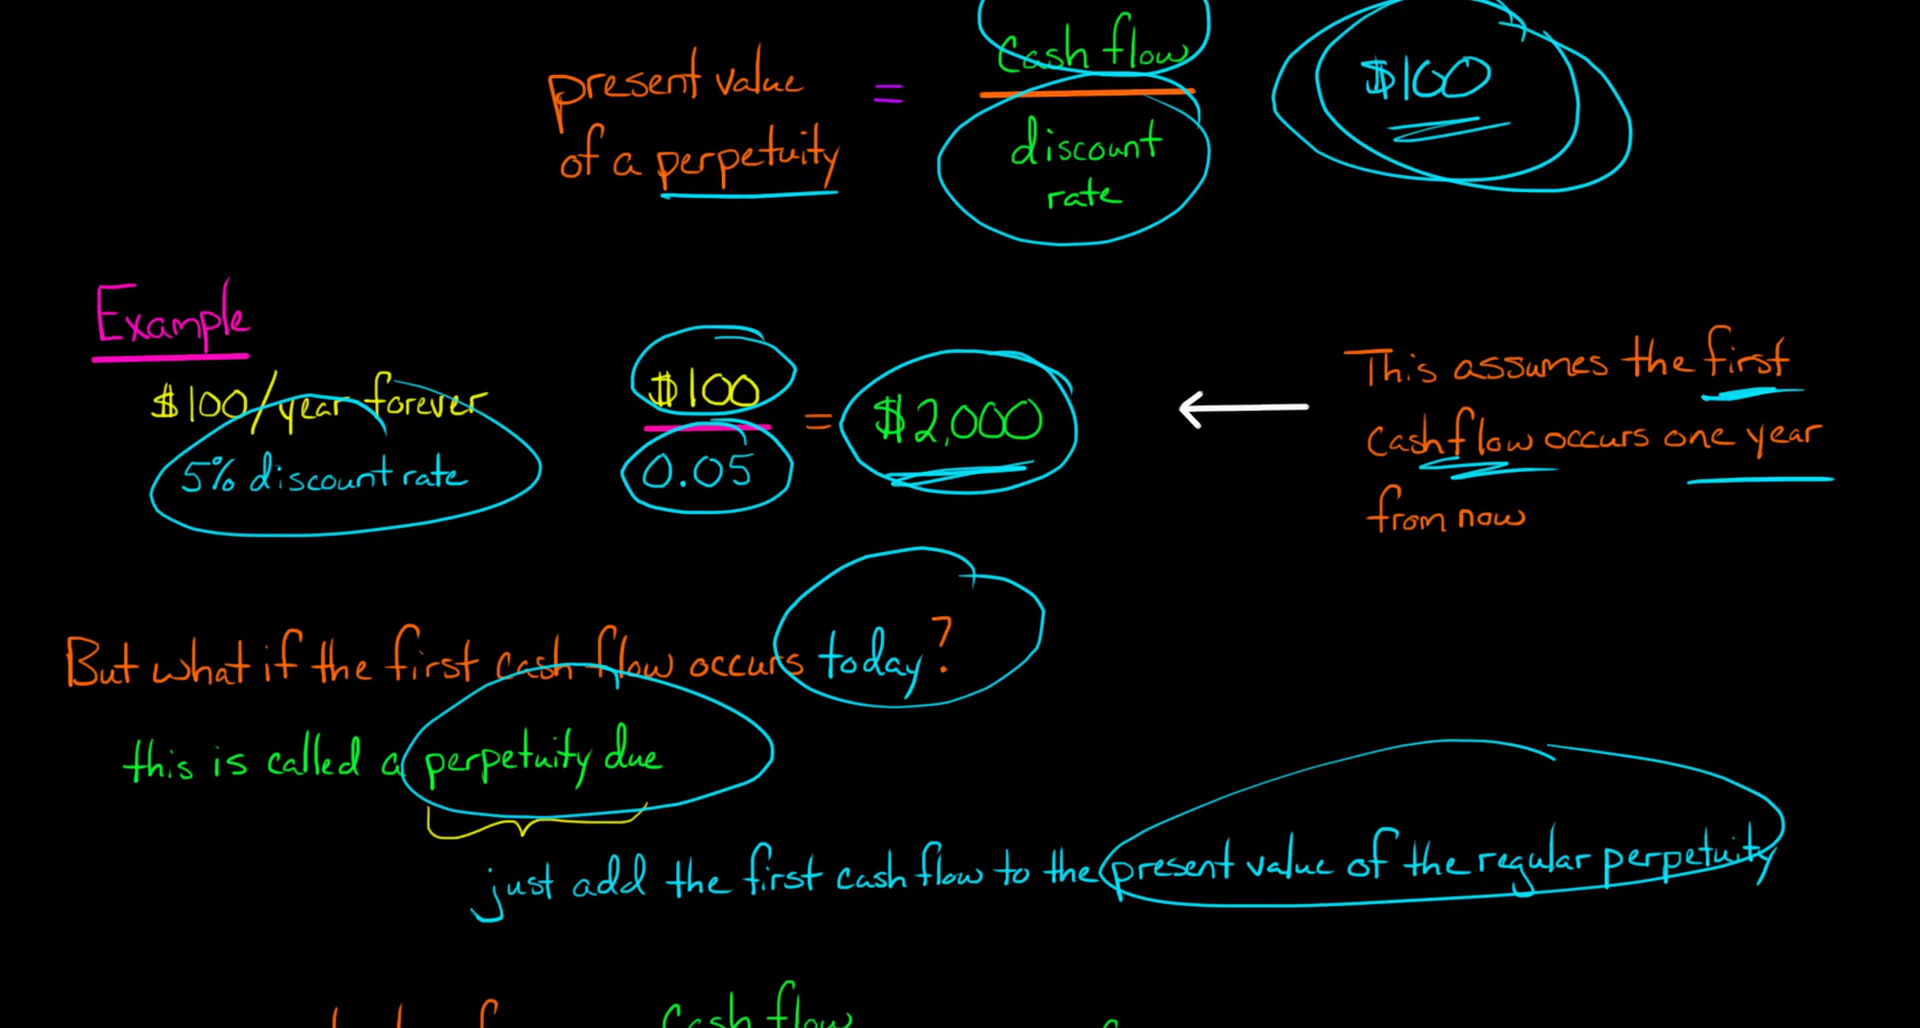 cash flow
present value = $100
of a perpetuity
discount
rate
Example
$100/year forever
5% discount rate
$100
0.05
= $2,000
This assumes the first
cash flow occurs one year
from now
But what if the first cash flow occurs today?
this is called a perpetuity due
just add the first cash flow to the present value of the regular perpetuity
cash flow